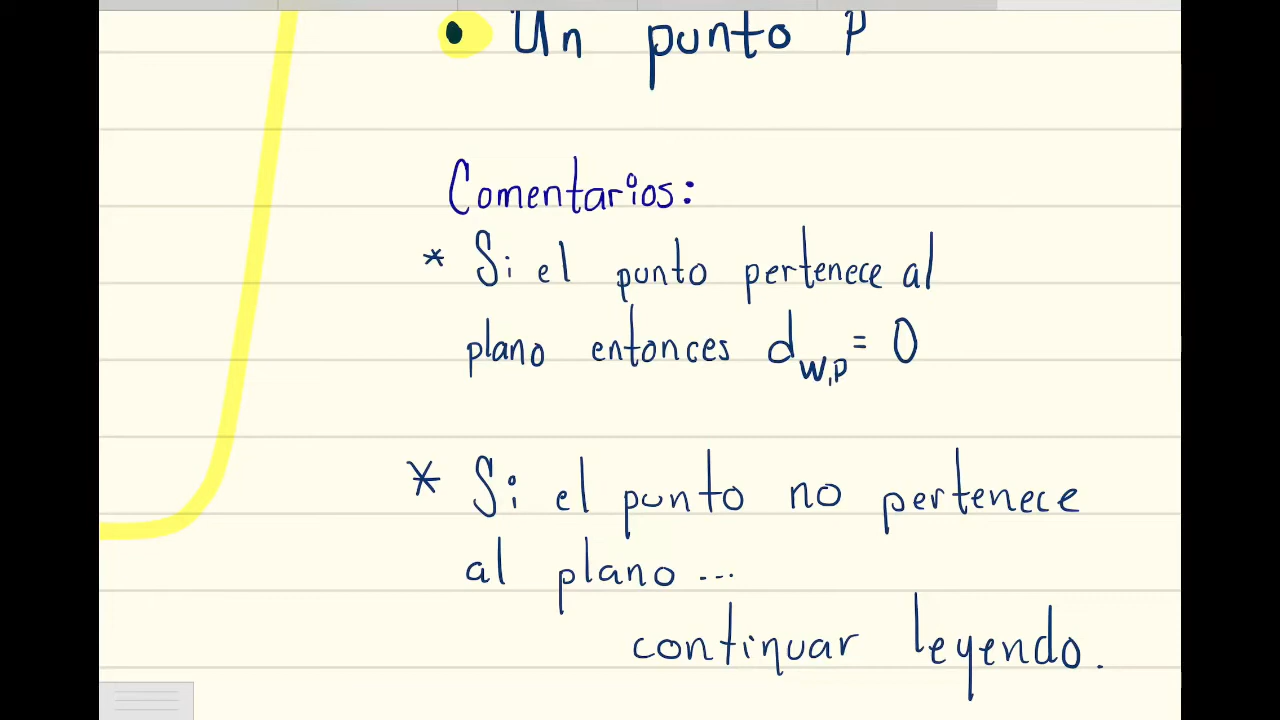 • Un punto P
Comentarios:
* Si el punto pertenece al
plano entonces d_{W,P} = 0
* Si el punto no pertenece
al plano ...
continuar leyendo.